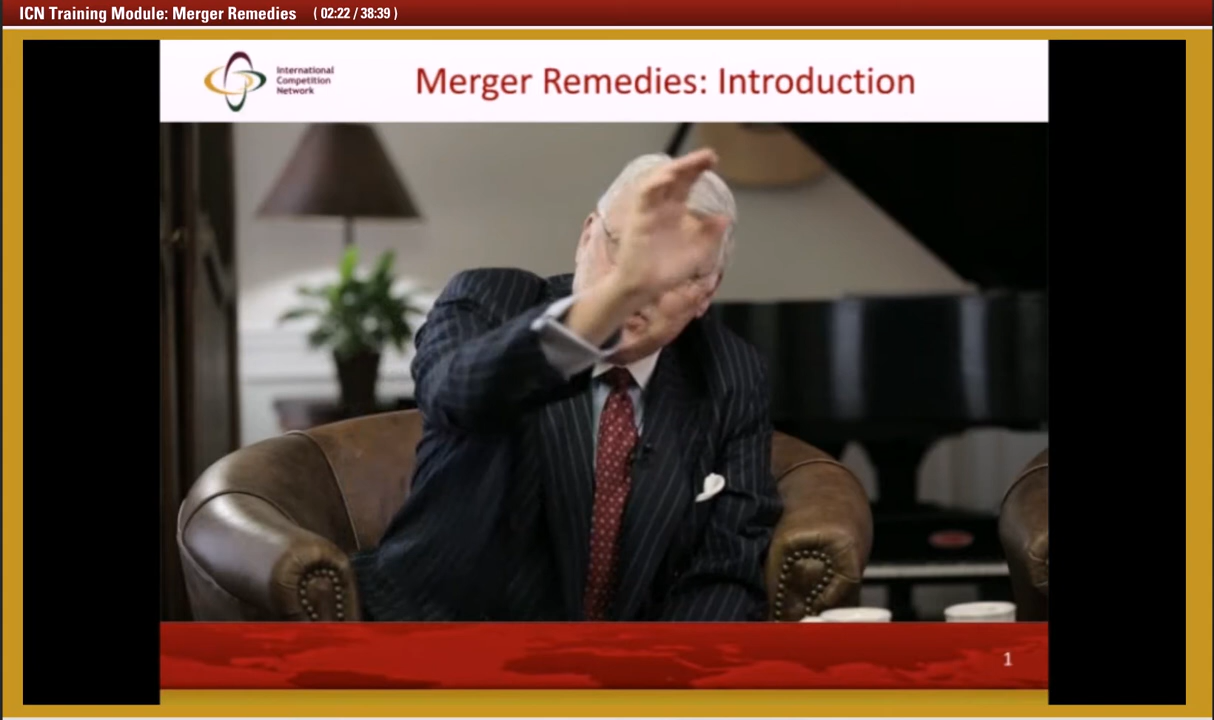 ICN Training Module: Merger Remedies ( 02:22 / 38:39 )
International
Competition
Network
Merger Remedies: Introduction
1